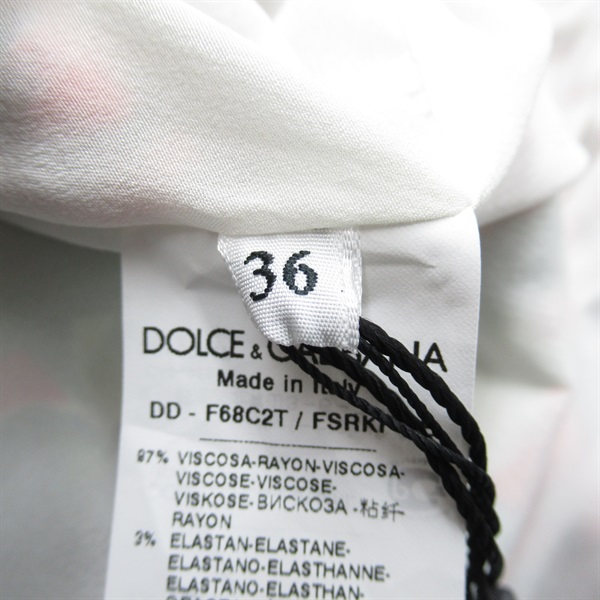 36
DOLCE & GABBANA
Made in Italy
DD - F68C2T / FSRKI
97% VISCOSA-RAYON-VISCOSA-
VISCOSE-VISCOSE-
VISKOSE-ВИСКОЗА -粘纤-
RAYON
3% ELASTAN-ELASTANE-
ELASTANO-ELASTHANNE-
ELASTANO-ELASTHAN-